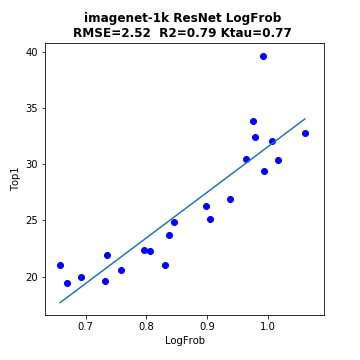 imagenet-1k ResNet LogFrob
RMSE=2.52  R2=0.79 Ktau=0.77
40
35
30
25
20
Top1
0.7
0.8
0.9
1.0
LogFrob